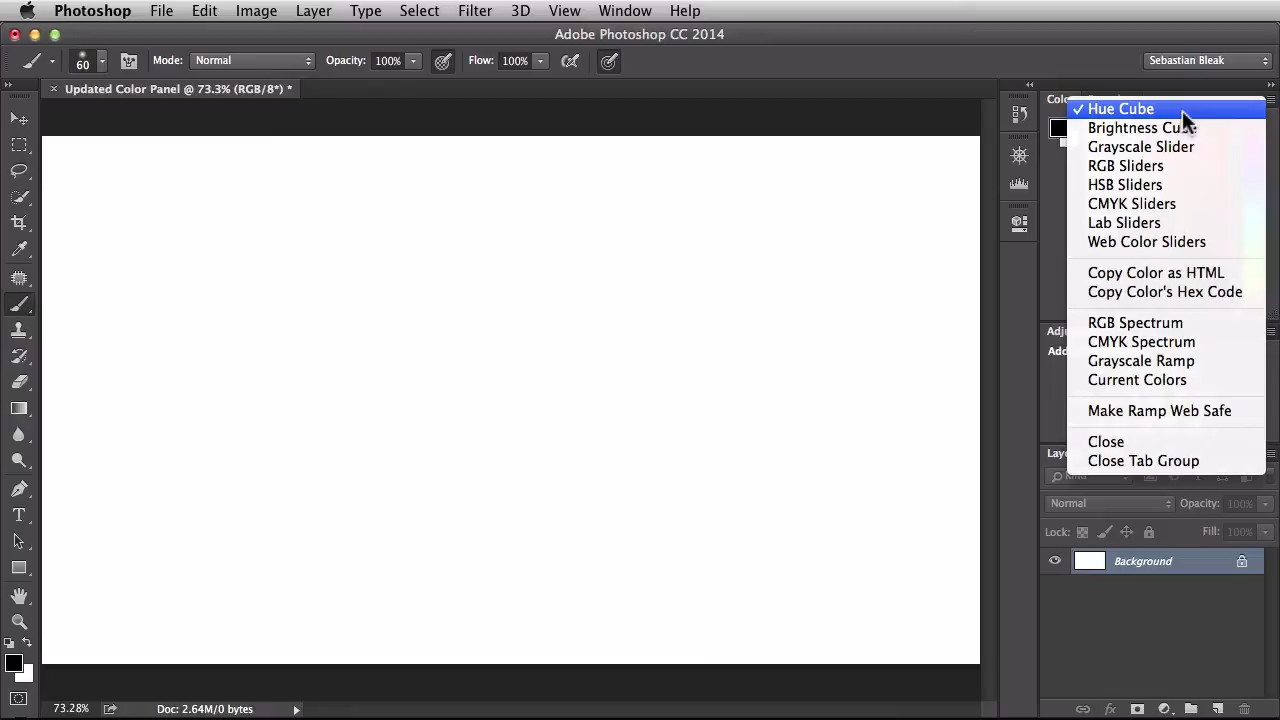 Photoshop File Edit Image Layer Type Select Filter 3D View Window Help
Adobe Photoshop CC 2014
60 Mode: Normal Opacity: 100% Flow: 100% Sebastian Bleak
× Updated Color Panel @ 73.3% (RGB/8*) *
✓ Hue Cube
Brightness Cube
Grayscale Slider
RGB Sliders
HSB Sliders
CMYK Sliders
Lab Sliders
Web Color Sliders
Copy Color as HTML
Copy Color's Hex Code
RGB Spectrum
CMYK Spectrum
Grayscale Ramp
Current Colors
Make Ramp Web Safe
Close
Close Tab Group
Normal Opacity: 100%
Lock: Fill: 100%
Background
73.28% Doc: 2.64M/0 bytes